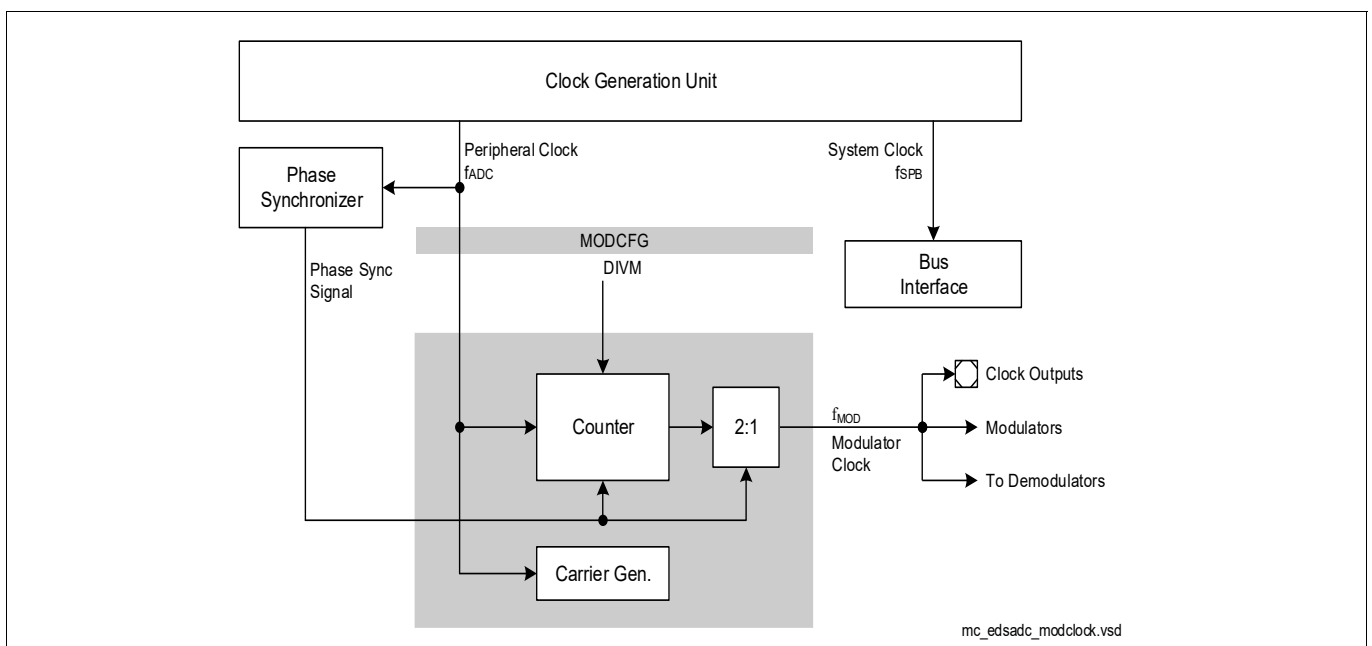 Clock Generation Unit
Peripheral Clock
fADC
System Clock
fSPB
Phase
Synchronizer
MODCFG
DIVM
Bus
Interface
Phase Sync
Signal
Counter
2:1
fMOD
Modulator
Clock
Clock Outputs
Modulators
To Demodulators
Carrier Gen.
mc_edsadc_modclock.vsd